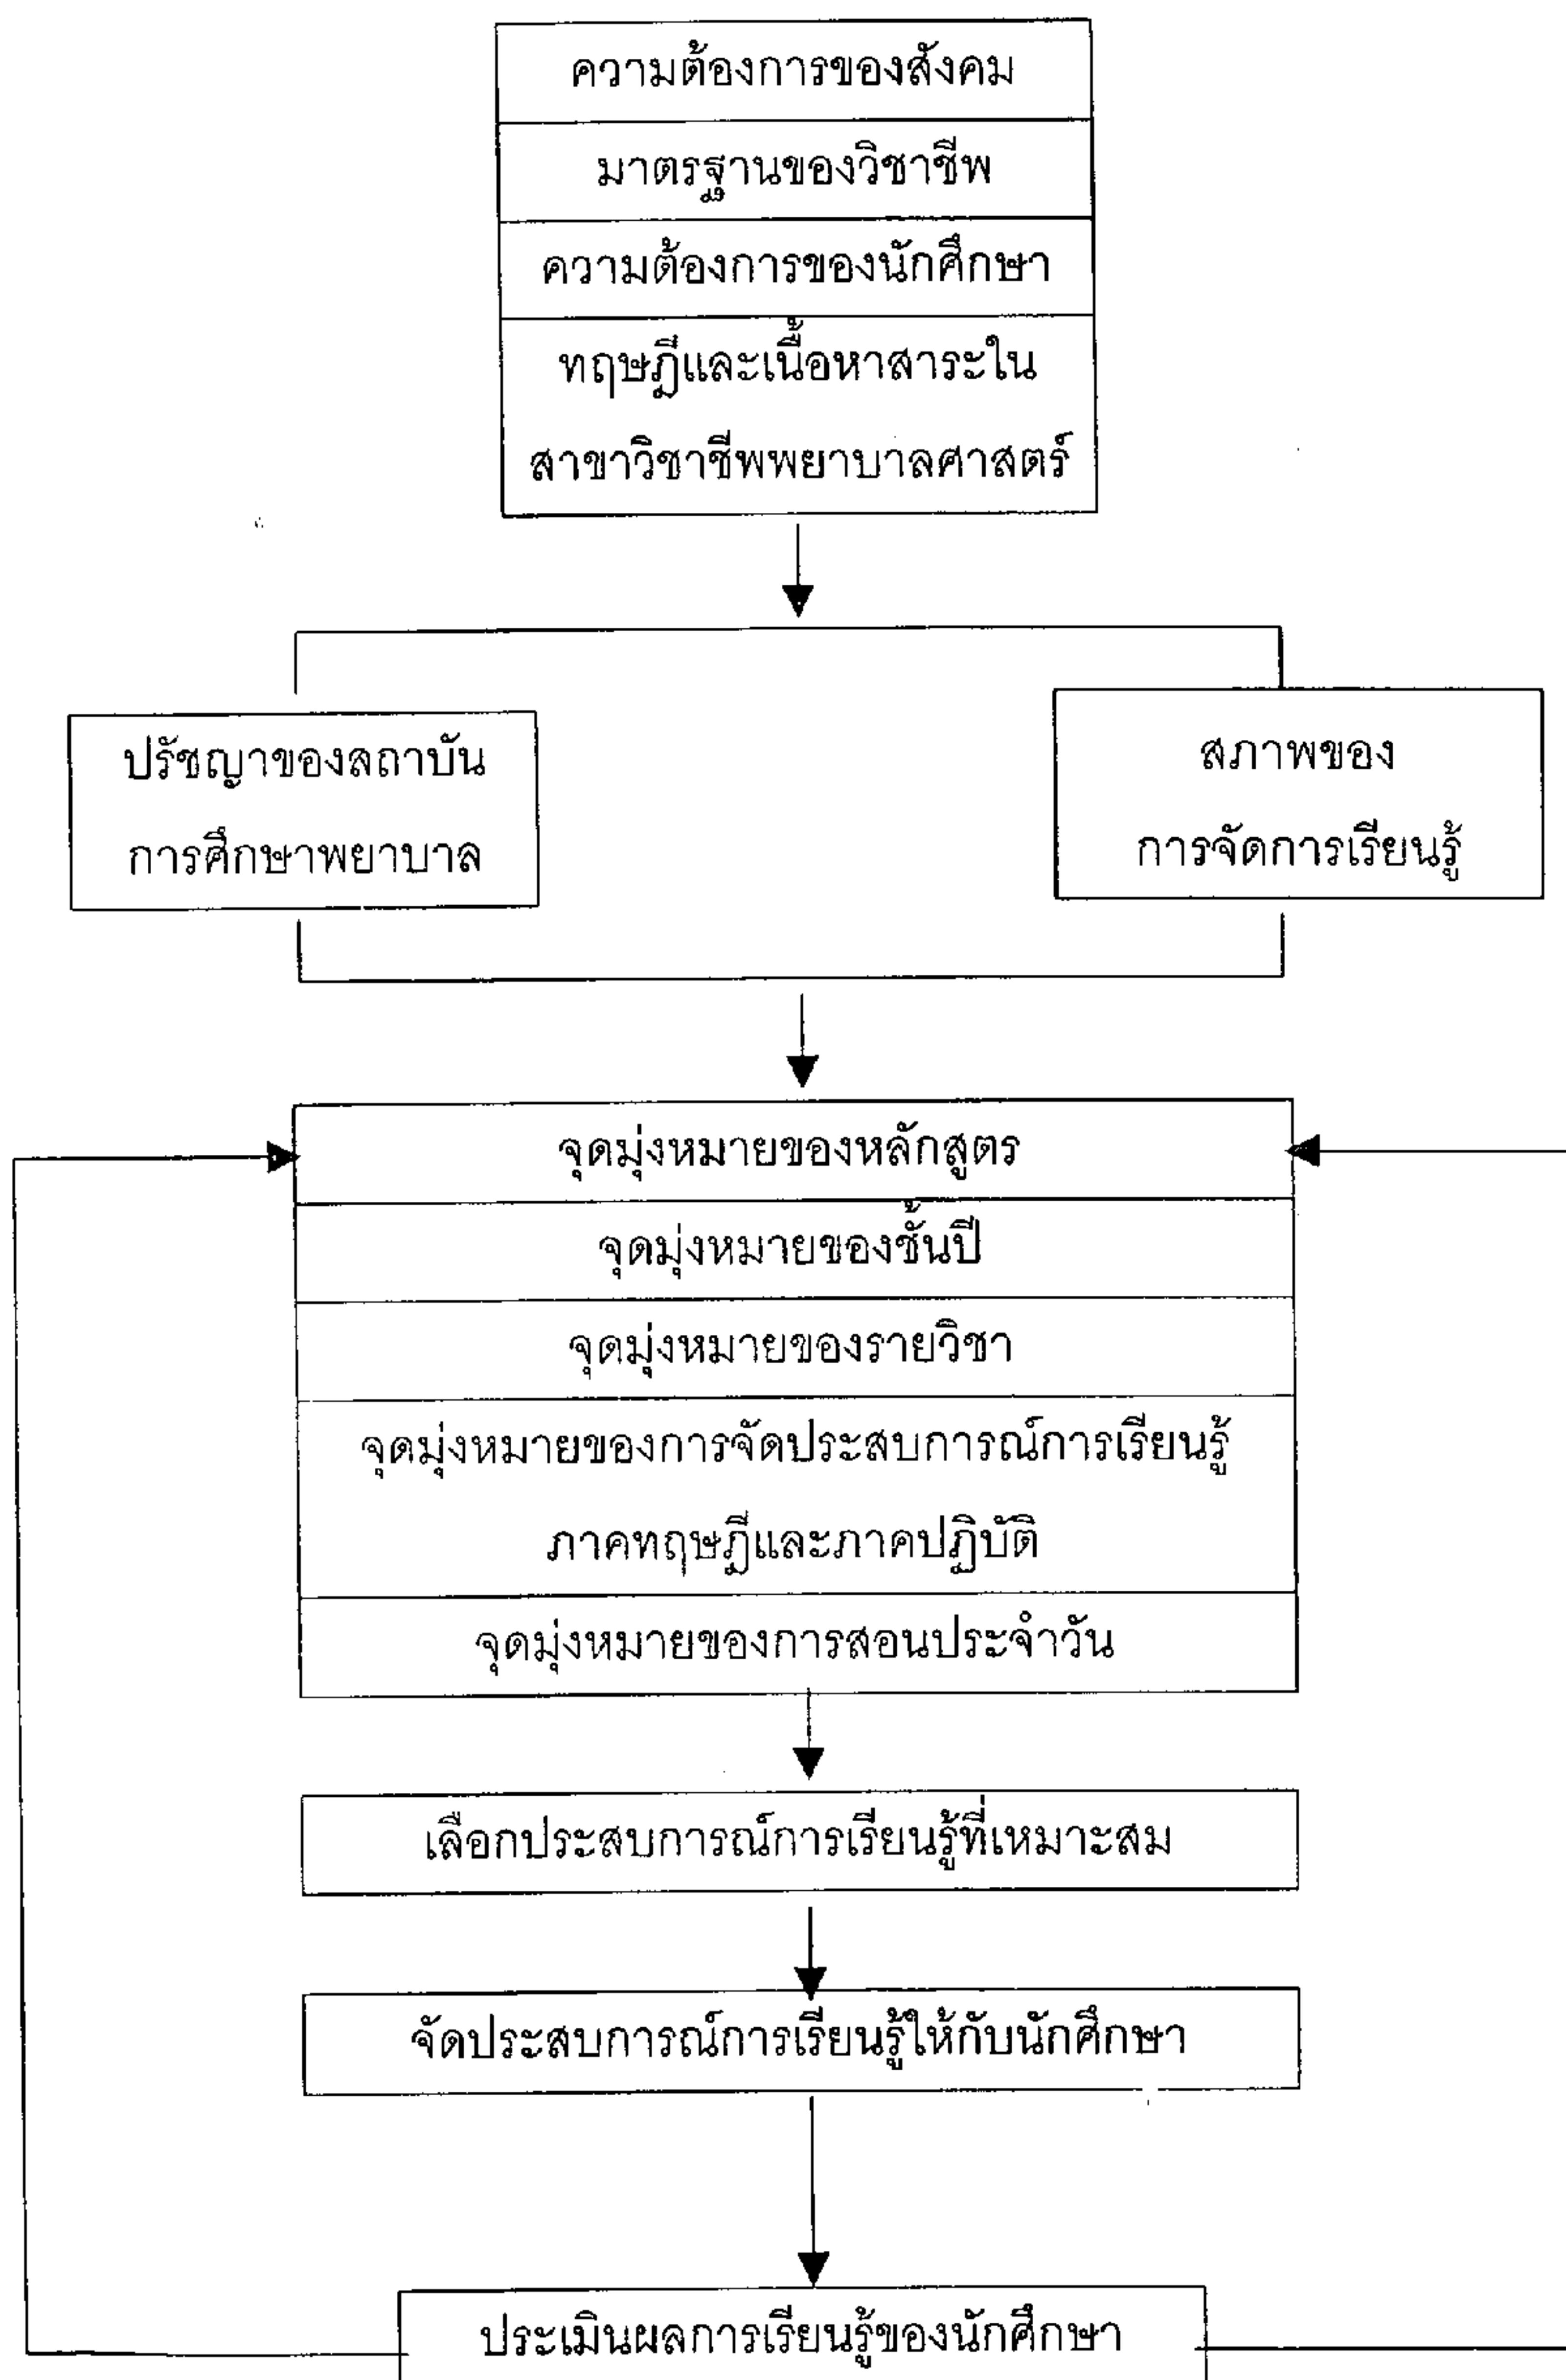 ความต้องการของสังคม
มาตรฐานของวิชาชีพ
ความต้องการของนักศึกษา
ทฤษฎีและเนื้อหาสาระใน
สาขาวิชาชีพพยาบาลศาสตร์
ปรัชญาของสถาบัน
การศึกษาพยาบาล
สภาพของ
การจัดการเรียนรู้
จุดมุ่งหมายของหลักสูตร
จุดมุ่งหมายของชั้นปี
จุดมุ่งหมายของรายวิชา
จุดมุ่งหมายของการจัดประสบการณ์การเรียนรู้
ภาคทฤษฎีและภาคปฏิบัติ
จุดมุ่งหมายของการสอนประจำวัน
เลือกประสบการณ์การเรียนรู้ที่เหมาะสม
จัดประสบการณ์การเรียนรู้ให้กับนักศึกษา
ประเมินผลการเรียนรู้ของนักศึกษา